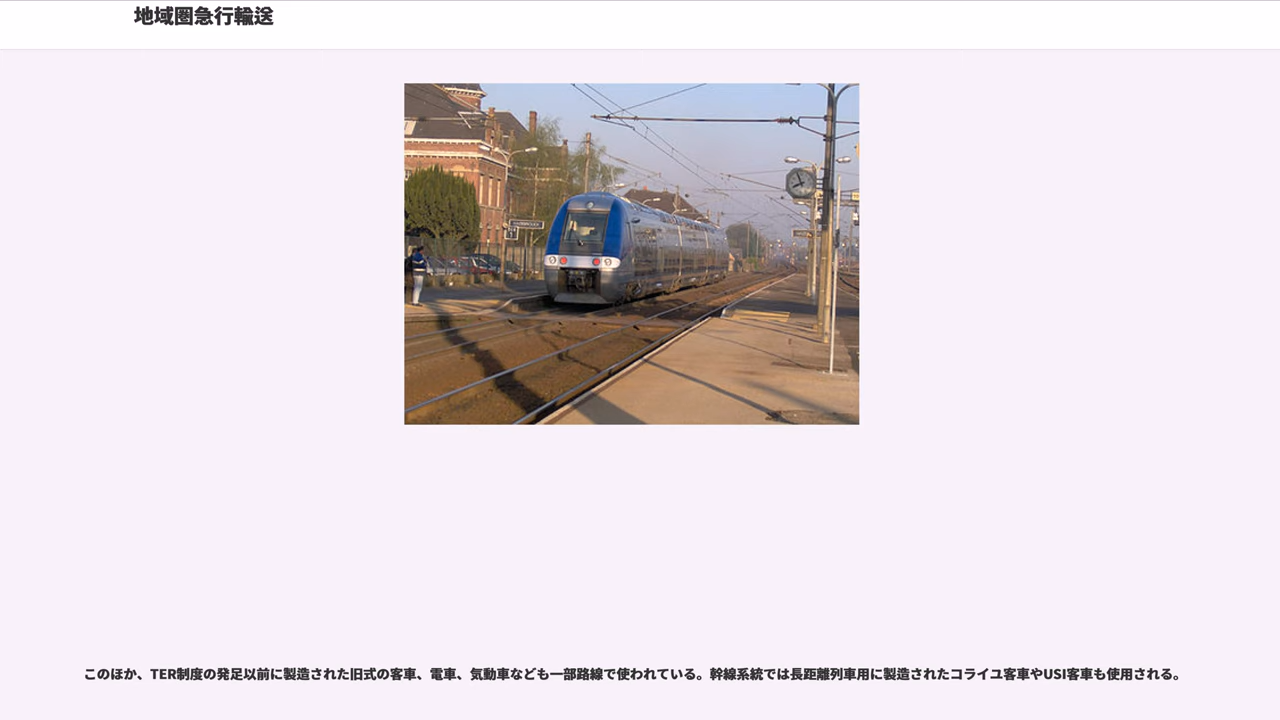 地域圏急行輸送
このほか、TER制度の発足以前に製造された旧式の客車、電車、気動車なども一部路線で使われている。幹線系統では長距離列車用に製造されたコライユ客車やUSI客車も使用される。